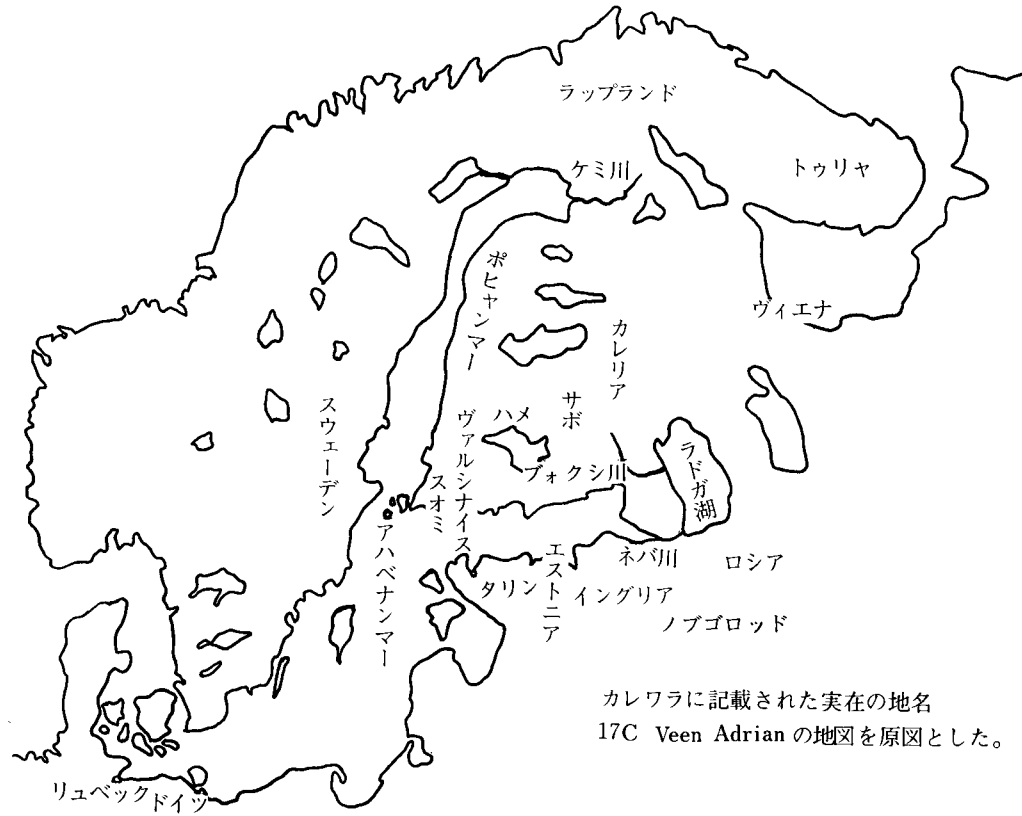 ラップランド
ケミ川
トゥリヤ
ポヒャンマー
ヴィエナ
カレリア
サボ
ハメ
スウェーデン
ヴァルシナイス
スオミ
ブォクシ川
ラドガ湖
アハベナンマー
エストニア
ネバ川
ロシア
タリン
イングリア
ノブゴロッド
カレワラに記載された実在の地名
17C Veen Adrian の地図を原図とした。
リュベック
ドイツ